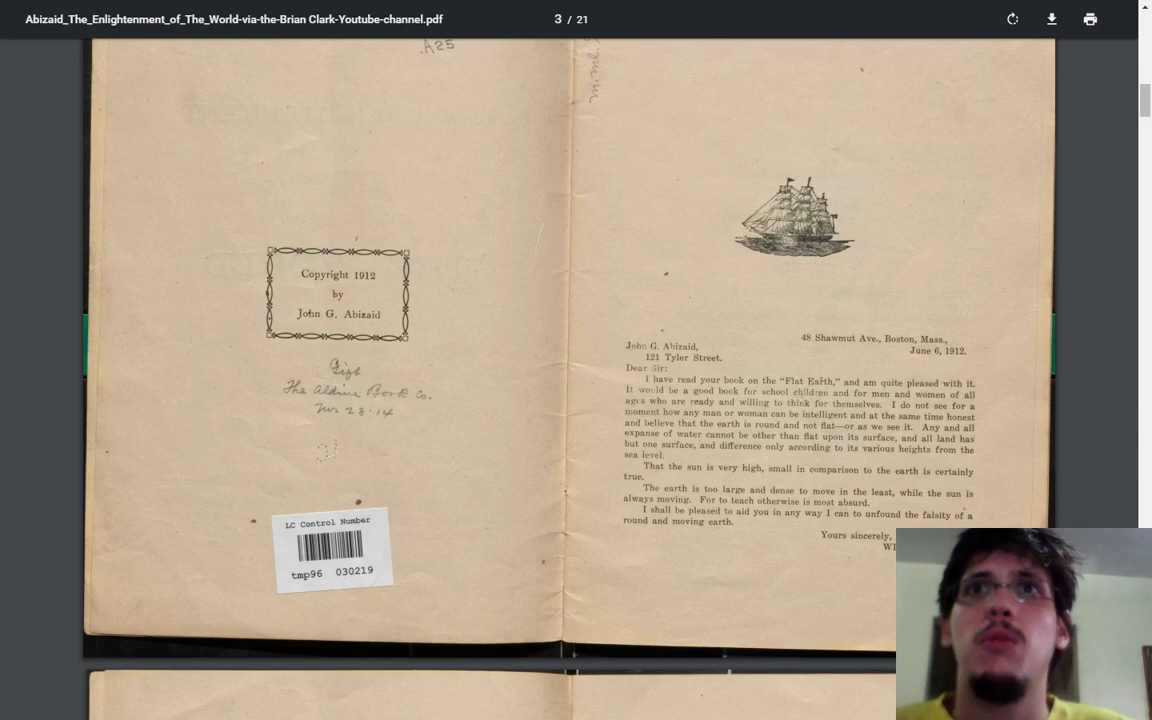 Abizaid_The_Enlightenment_of_The_World-via-the-Brian Clark-Youtube-channel.pdf
3 / 21
.A25
Copyright 1912
by
John G. Abizaid
Gift
The Aldine Book Co.
28-14
LC Control Number
tmp96 030219
48 Shawmut Ave., Boston, Mass.,
June 6, 1912.
John G. Abizaid,
121 Tyler Street.
Dear Sir:
I have read your book on the "Flat Earth," and am quite pleased with it.
It would be a good book for school children and for men and women of all
ages who are ready and willing to think for themselves. I do not see for a
moment how any man or woman can be intelligent and at the same time honest
and believe that the earth is round and not flat—or as we see it. Any and all
expanse of water cannot be other than flat upon its surface, and all land has
but one surface, and difference only according to its various heights from the
sea level.
That the sun is very high, small in comparison to the earth is certainly
true.
The earth is too large and dense to move in the least, while the sun is
always moving. For to teach otherwise is most absurd.
I shall be pleased to aid you in any way I can to unfound the falsity of a
round and moving earth.
Yours sincerely,